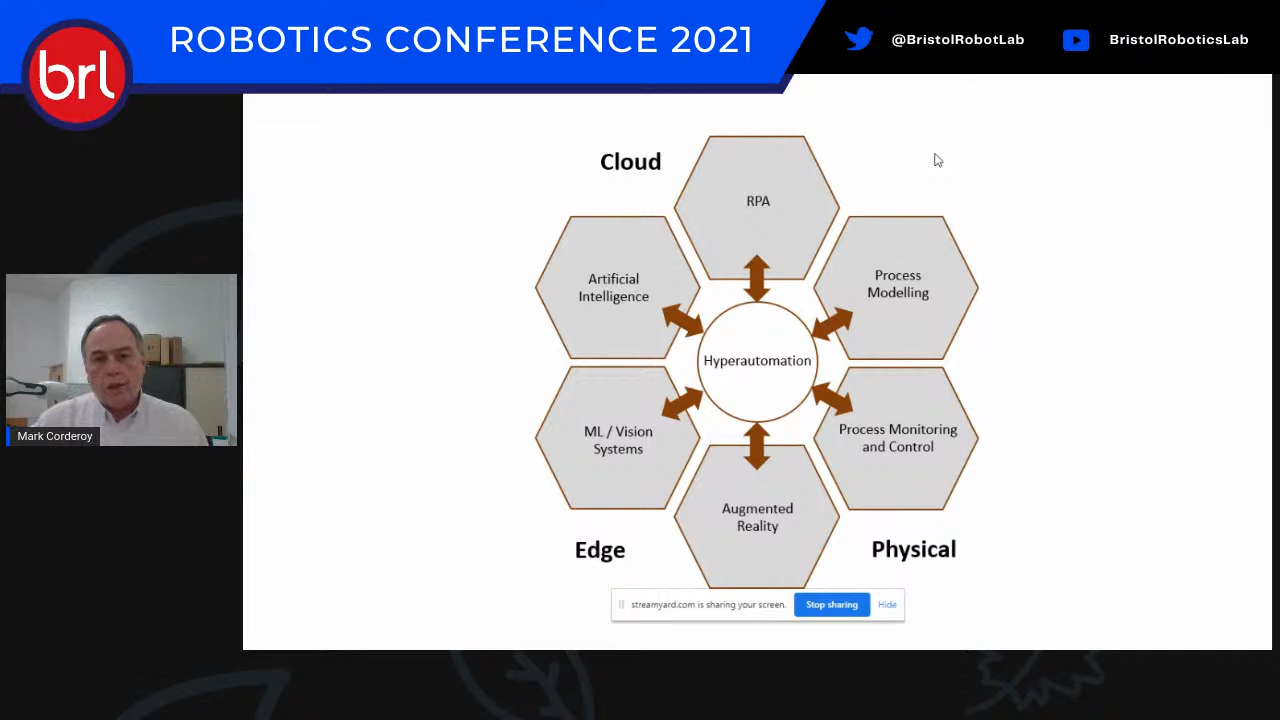 brl
ROBOTICS CONFERENCE 2021
@BristolRobotLab
BristolRoboticsLab
Cloud
RPA
Artificial
Intelligence
Process
Modelling
Hyperautomation
ML / Vision
Systems
Process Monitoring
and Control
Augmented
Reality
Edge
Physical
streamyard.com is sharing your screen.
Stop sharing
Hide
Mark Corderoy